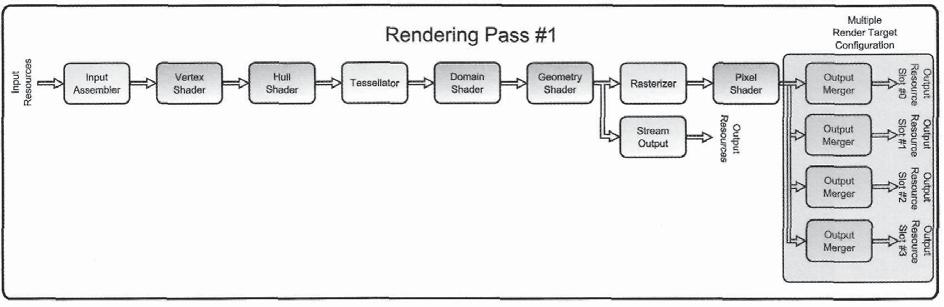 Rendering Pass #1
Multiple
Render Target
Configuration
Input
Resources
Input
Assembler
Vertex
Shader
Hull
Shader
Tessellator
Domain
Shader
Geometry
Shader
Rasterizer
Pixel
Shader
Output
Merger
Output
Resource
Slot #0
Stream
Output
Output
Resources
Output
Merger
Output
Resource
Slot #1
Output
Merger
Output
Resource
Slot #2
Output
Merger
Output
Resource
Slot #3